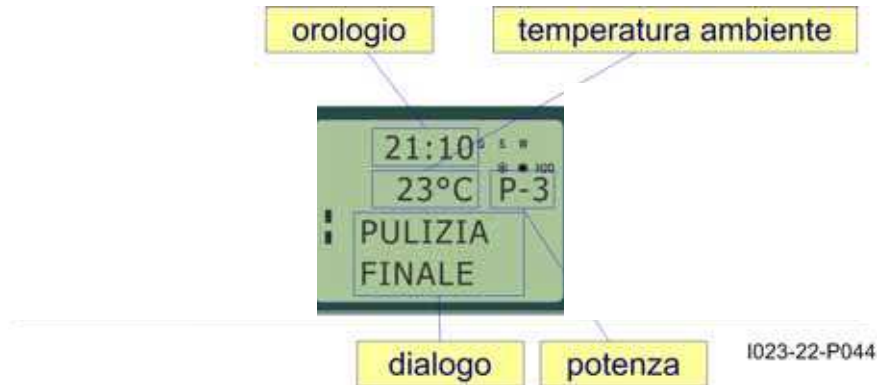 orologio temperatura ambiente
21:10
23°C P-3
PULIZIA
FINALE
dialogo potenza
I023-22-P044